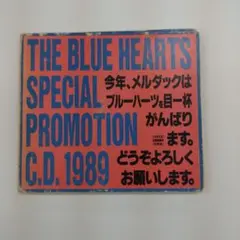 THE BLUE HEARTS
SPECIAL
PROMOTION
C.D. 1989
今年、メルダックは
ブルーハーツを目一杯
がんばり
ます。
どうぞよろしく
お願いします。